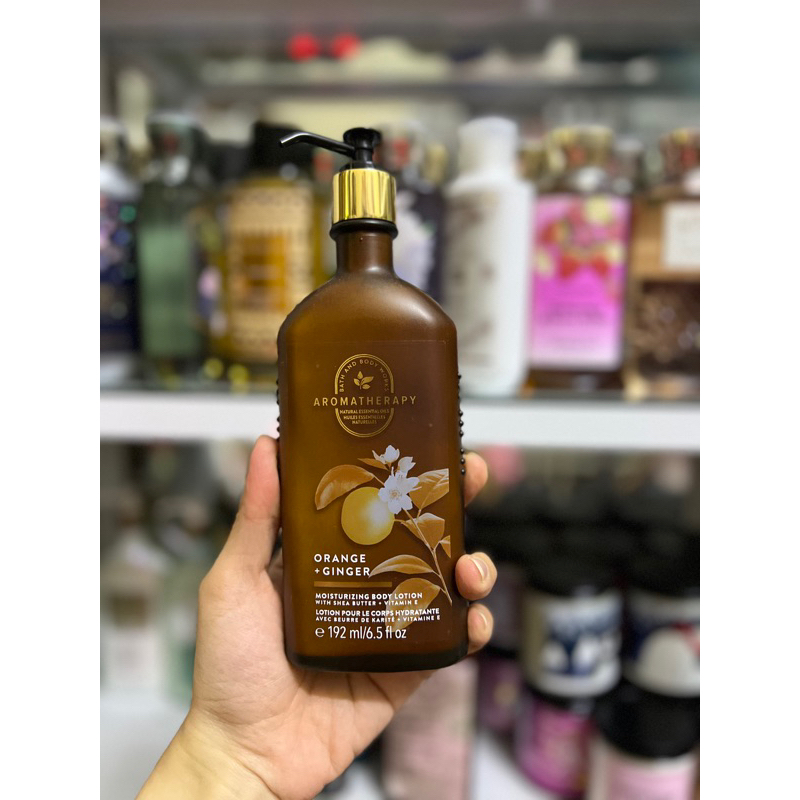 BATH AND BODY WORKS
AROMATHERAPY
NATURAL ESSENTIAL OILS
HUILES ESSENTIELLES
NATURELLES
ORANGE
+ GINGER
MOISTURIZING BODY LOTION
WITH SHEA BUTTER + VITAMIN E
LOTION POUR LE CORPS HYDRATANTE
AVEC BEURRE DE KARITÉ + VITAMINE E
℮ 192 ml/6.5 fl oz